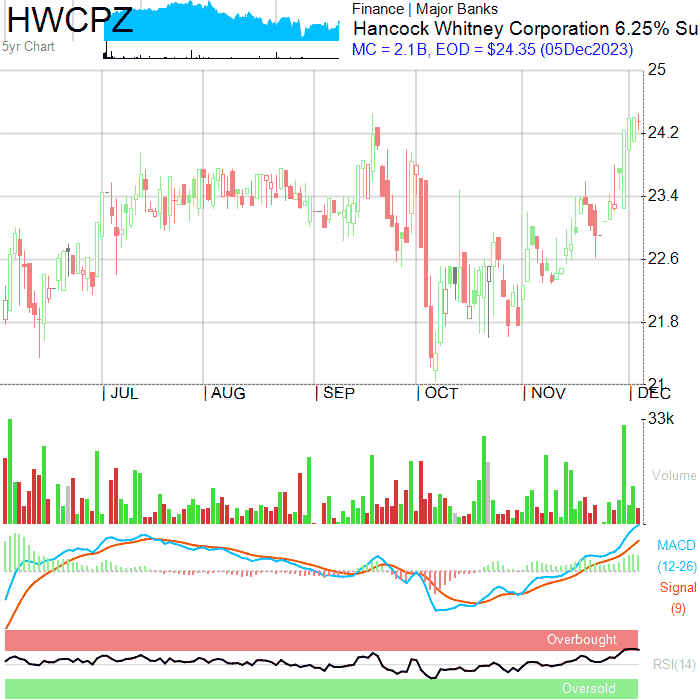 HWCPZ
5yr Chart
Finance | Major Banks
Hancock Whitney Corporation 6.25% Su
MC = 2.1B, EOD = $24.35 (05Dec2023)
25
24.2
23.4
22.6
21.8
21
| JUL | AUG | SEP | OCT | NOV | DEC
33k
Volume
MACD
(12-26)
Signal
(9)
Overbought
RSI(14)
Oversold